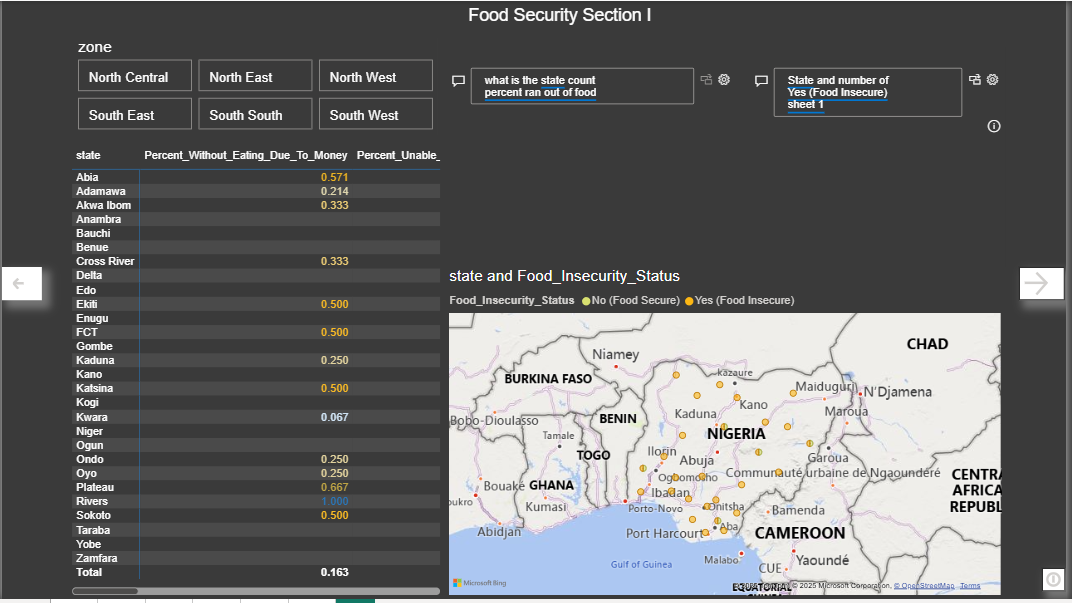 Food Security Section I
zone
North Central
North East
North West
South East
South South
South West
what is the state count
percent ran out of food
State and number of
Yes (Food Insecure)
sheet 1
state Percent_Without_Eating_Due_To_Money Percent_Unable_
Abia 0.571
Adamawa 0.214
Akwa Ibom 0.333
Anambra
Bauchi
Benue
Cross River 0.333
Delta
Edo
Ekiti 0.500
Enugu
FCT 0.500
Gombe
Kaduna 0.250
Kano
Katsina 0.500
Kogi
Kwara 0.067
Niger
Ogun
Ondo 0.250
Oyo 0.250
Plateau 0.667
Rivers 1.000
Sokoto 0.500
Taraba
Yobe
Zamfara
Total 0.163
state and Food_Insecurity_Status
Food_Insecurity_Status No (Food Secure) Yes (Food Insecure)
CHAD
Niamey
BURKINA FASO
kazaure
Maiduguri
N'Djamena
Bobo-Dioulasso
BENIN
Kaduna
Kano
Maroua
Tamale
NIGERIA
TOGO
Ilorin
Abuja
Garoua
Communauté urbaine de Ngaoundéré
Bouaké
GHANA
Ogbomosho
CENTRA
AFRICA
REPUBL
oukro
Kumasi
Ibadan
Porto-Novo
Onitsha
Bamenda
Abidjan
Port Harcourt
Aba
CAMEROON
Gulf of Guinea
Malabo
CUE
Yaoundé
Microsoft Bing
EQUATORIAL
© 2025 Microsoft Corporation, © OpenStreetMap Terms